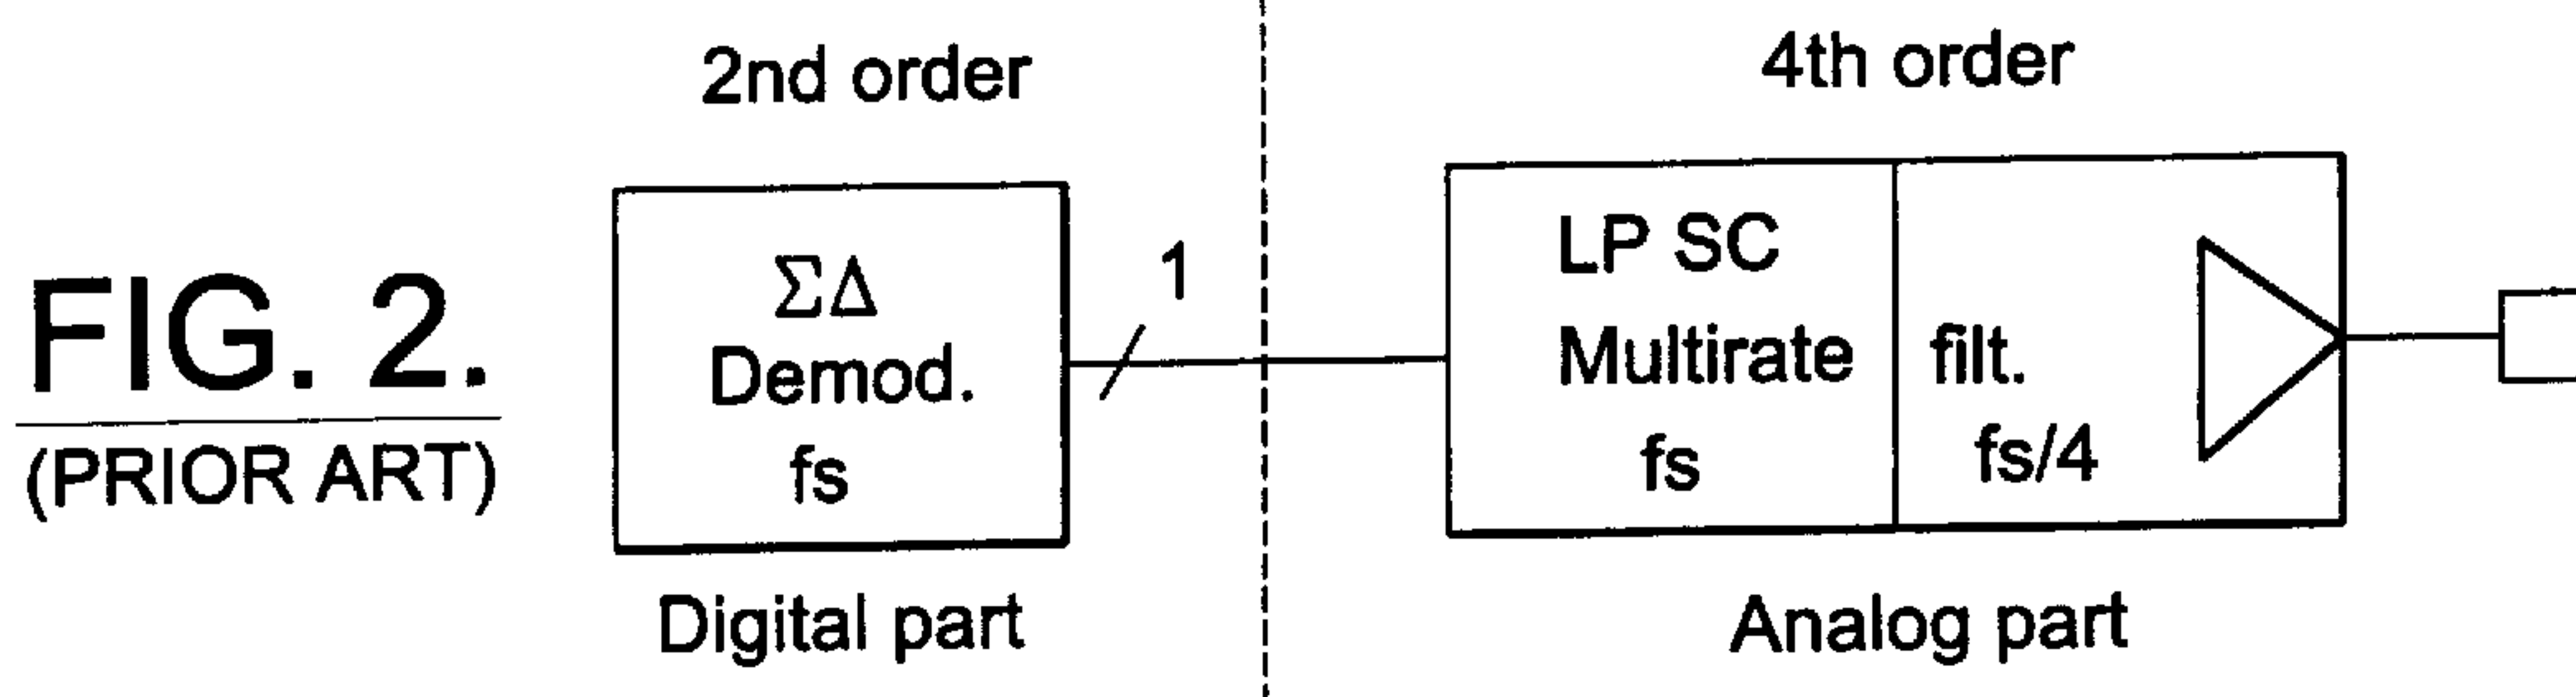 FIG. 2.
(PRIOR ART)
2nd order
ΣΔ
Demod.
fs
Digital part
1
4th order
LP SC
Multirate
fs
filt.
fs/4
Analog part